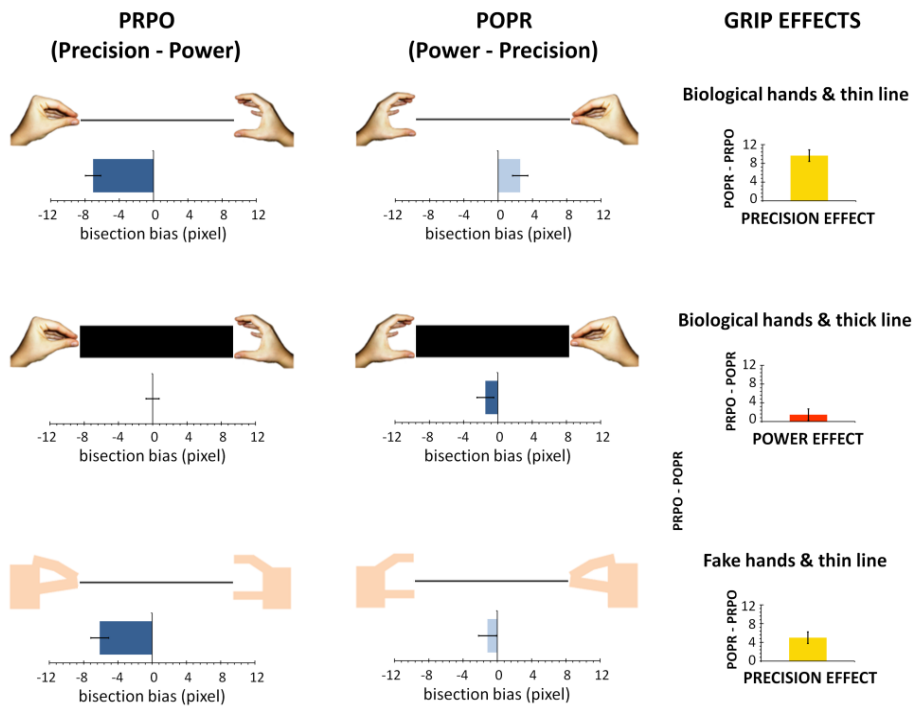 PRPO
(Precision - Power)
POPR
(Power - Precision)
GRIP EFFECTS
Biological hands & thin line
-12 -8 -4 0 4 8 12
bisection bias (pixel)
-12 -8 -4 0 4 8 12
bisection bias (pixel)
POPR - PRPO
12
8
4
0
PRECISION EFFECT
Biological hands & thick line
-12 -8 -4 0 4 8 12
bisection bias (pixel)
-12 -8 -4 0 4 8 12
bisection bias (pixel)
PRPO - POPR
12
8
4
0
POWER EFFECT
PRPO - POPR
Fake hands & thin line
-12 -8 -4 0 4 8 12
bisection bias (pixel)
-12 -8 -4 0 4 8 12
bisection bias (pixel)
POPR - PRPO
12
8
4
0
PRECISION EFFECT